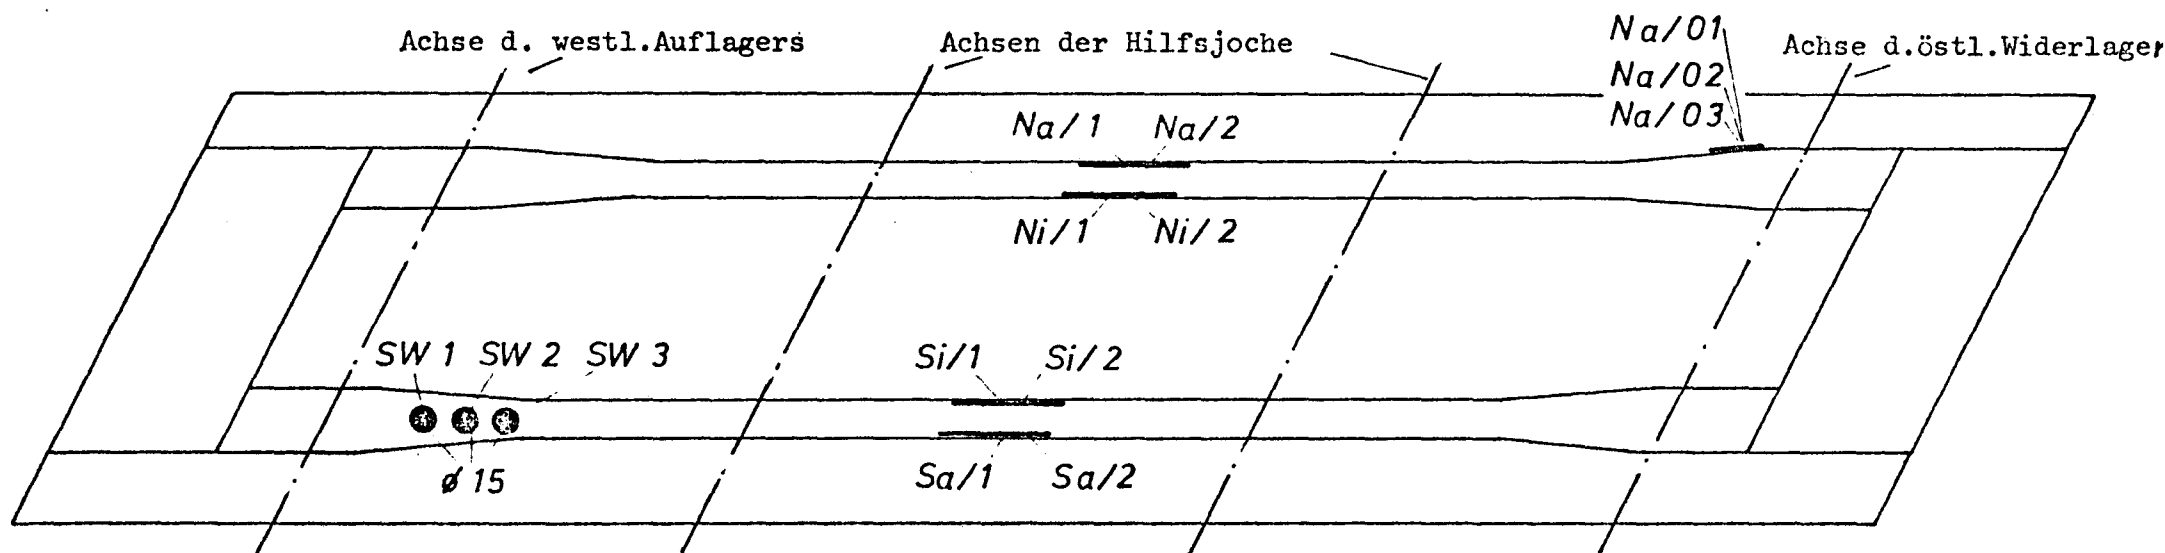 Achse d. westl.Auflagers
Achsen der Hilfsjoche
Na/01
Na/02
Na/03
Achse d.östl.Widerlager
Na/1 Na/2
Ni/1 Ni/2
SW 1 SW 2 SW 3
Si/1 Si/2
Sa/1 Sa/2
ø 15